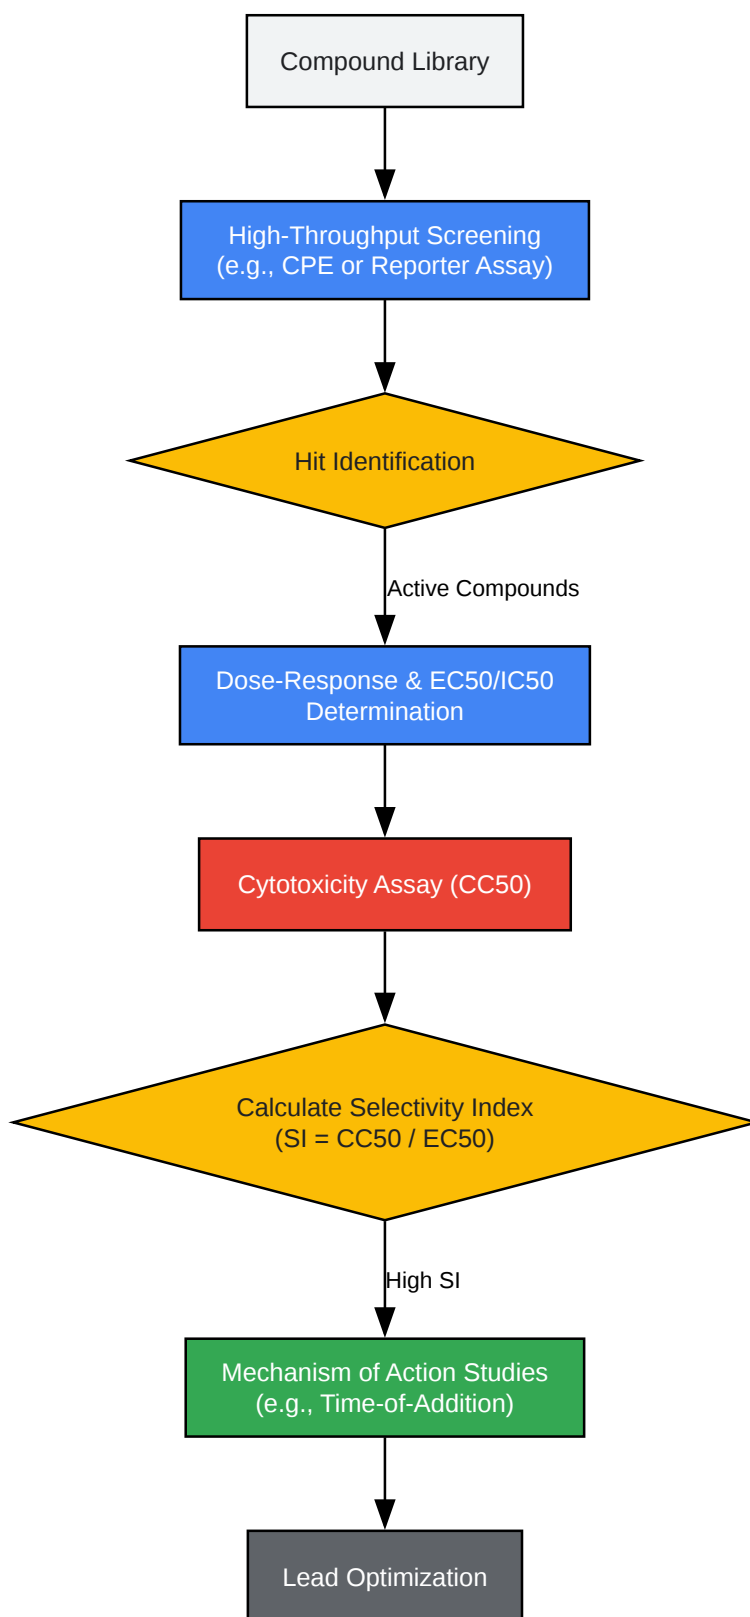 Compound Library
High-Throughput Screening
(e.g., CPE or Reporter Assay)
Hit Identification
Active Compounds
Dose-Response & EC50/IC50
Determination
Cytotoxicity Assay (CC50)
Calculate Selectivity Index
(SI = CC50 / EC50)
High SI
Mechanism of Action Studies
(e.g., Time-of-Addition)
Lead Optimization